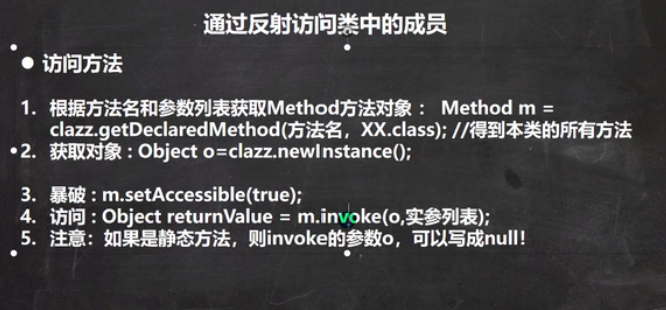 通过反射访问类中的成员
● 访问方法
1. 根据方法名和参数列表获取Method方法对象： Method m =
clazz.getDeclaredMethod(方法名，XX.class); //得到本类的所有方法
2. 获取对象 : Object o=clazz.newInstance();
3. 暴破 : m.setAccessible(true);
4. 访问 : Object returnValue = m.invoke(o,实参列表);
5. 注意：如果是静态方法，则invoke的参数o，可以写成null！